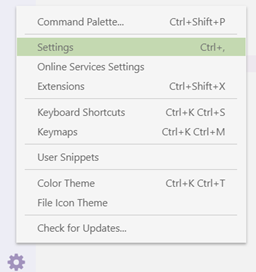 Command Palette... Ctrl+Shift+P
Settings Ctrl+,
Online Services Settings
Extensions Ctrl+Shift+X
Keyboard Shortcuts Ctrl+K Ctrl+S
Keymaps Ctrl+K Ctrl+M
User Snippets
Color Theme Ctrl+K Ctrl+T
File Icon Theme
Check for Updates...